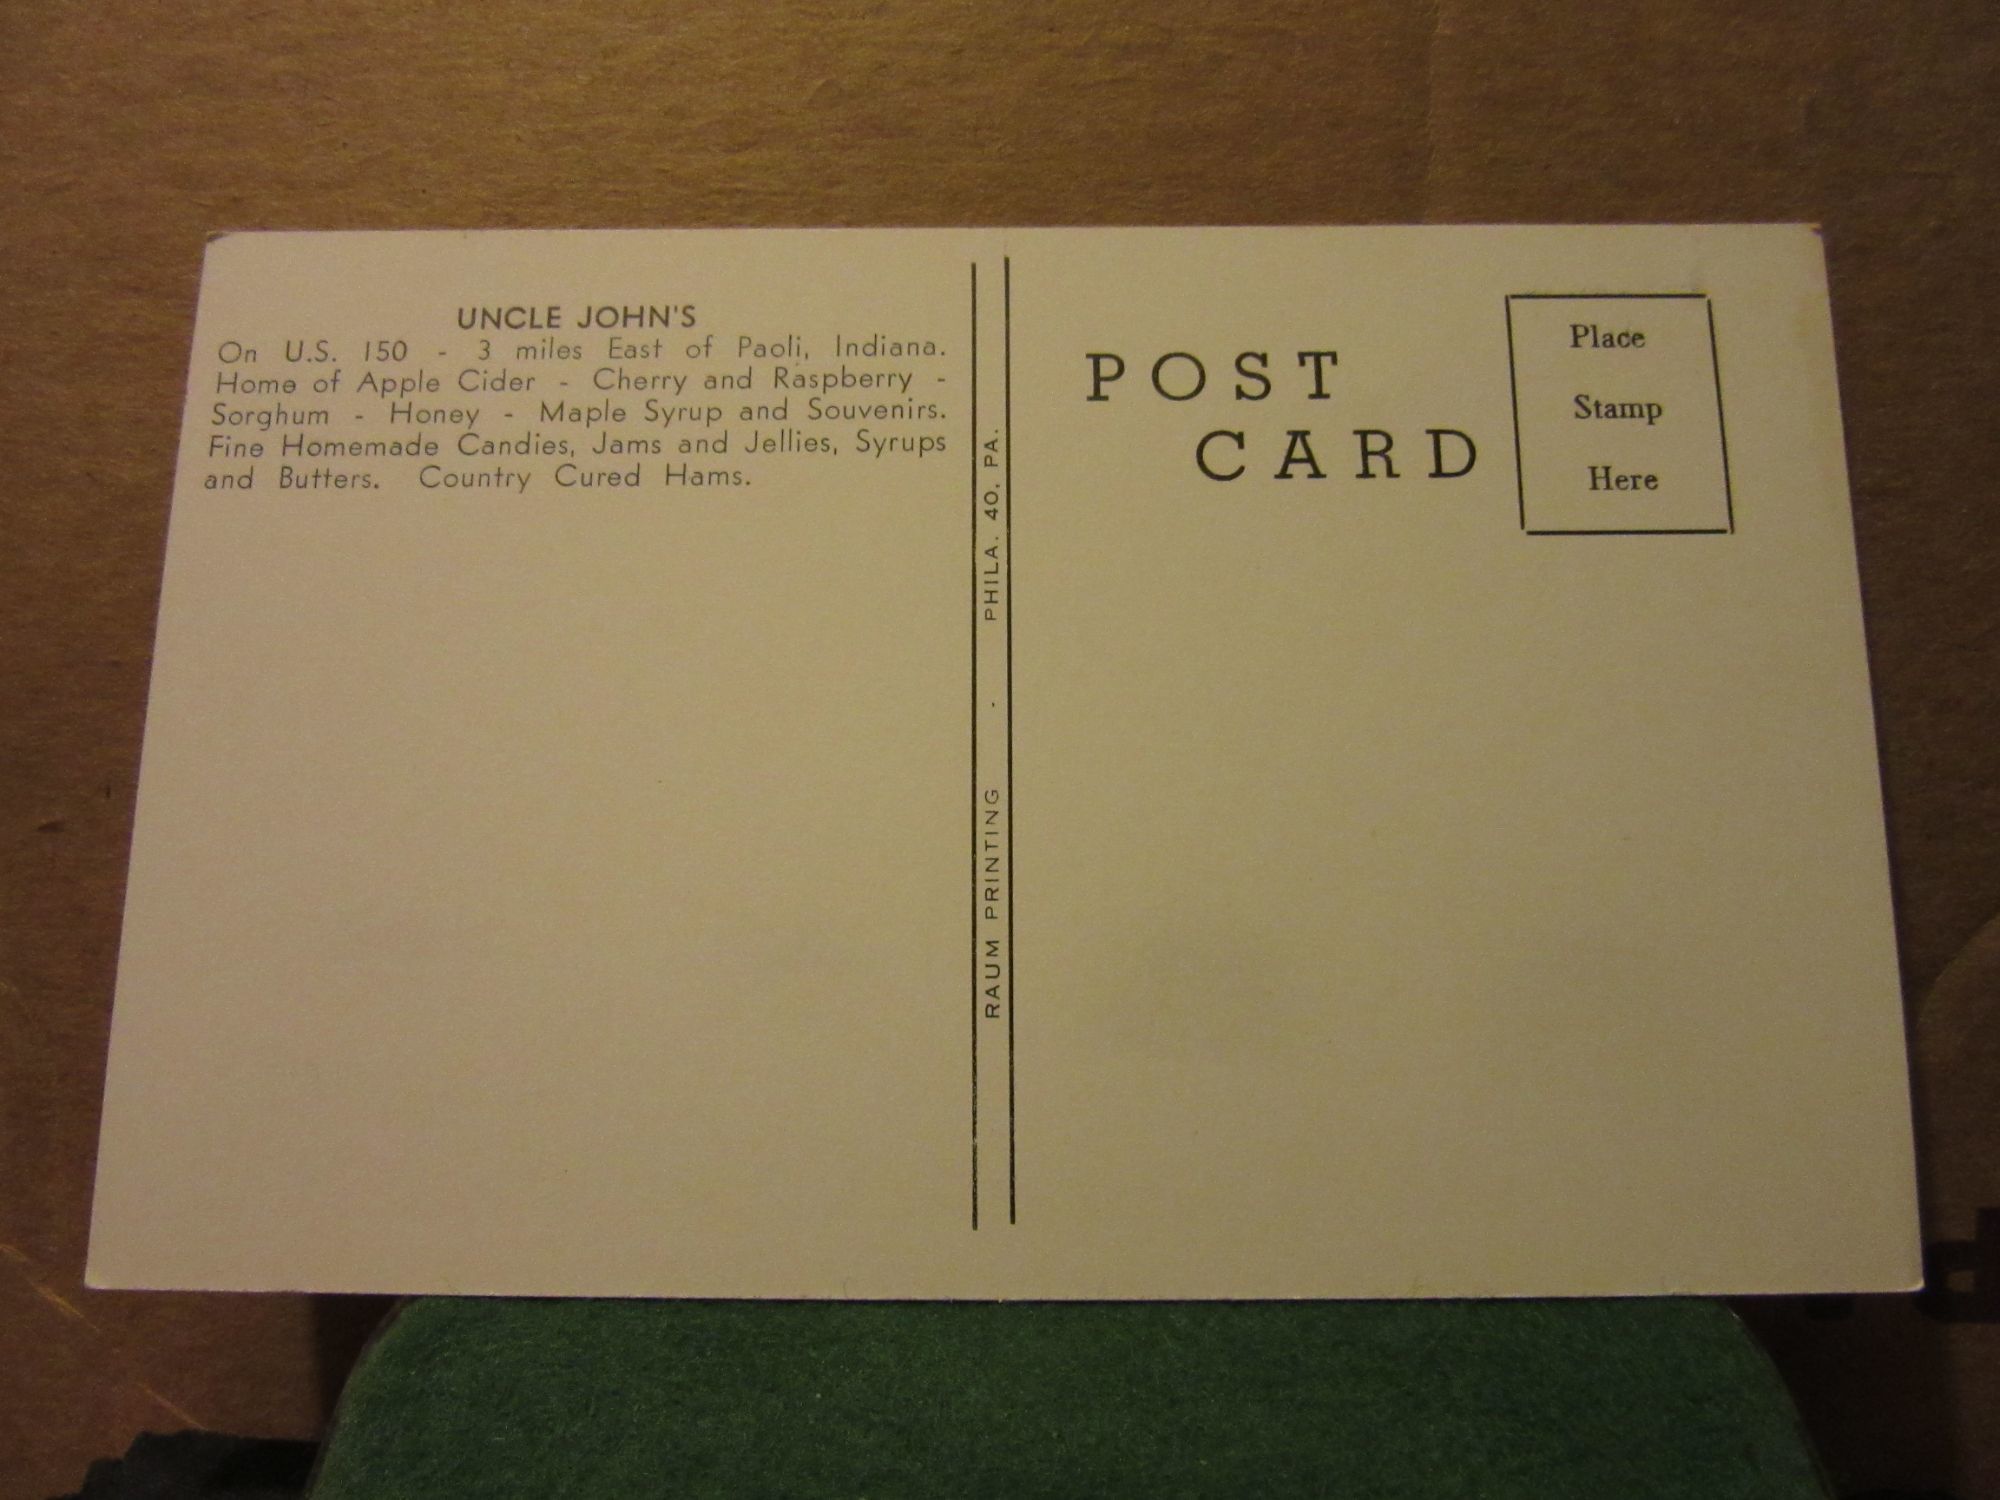 UNCLE JOHN'S
On U.S. 150 - 3 miles East of Paoli, Indiana.
Home of Apple Cider - Cherry and Raspberry -
Sorghum - Honey - Maple Syrup and Souvenirs.
Fine Homemade Candies, Jams and Jellies, Syrups
and Butters. Country Cured Hams.
RAUM PRINTING - PHILA. 40, PA.
POST
CARD
Place
Stamp
Here